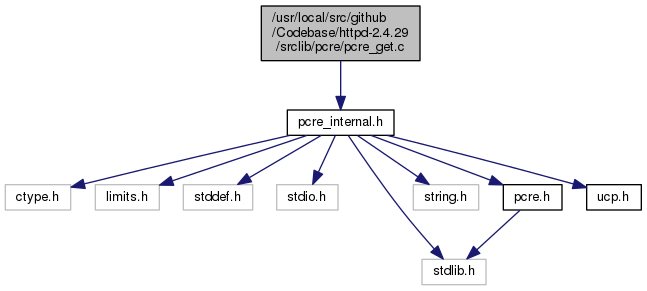 /usr/local/src/github
/Codebase/httpd-2.4.29
/srclib/pcre/pcre_get.c
pcre_internal.h
ctype.h
limits.h
stddef.h
stdio.h
string.h
pcre.h
ucp.h
stdlib.h